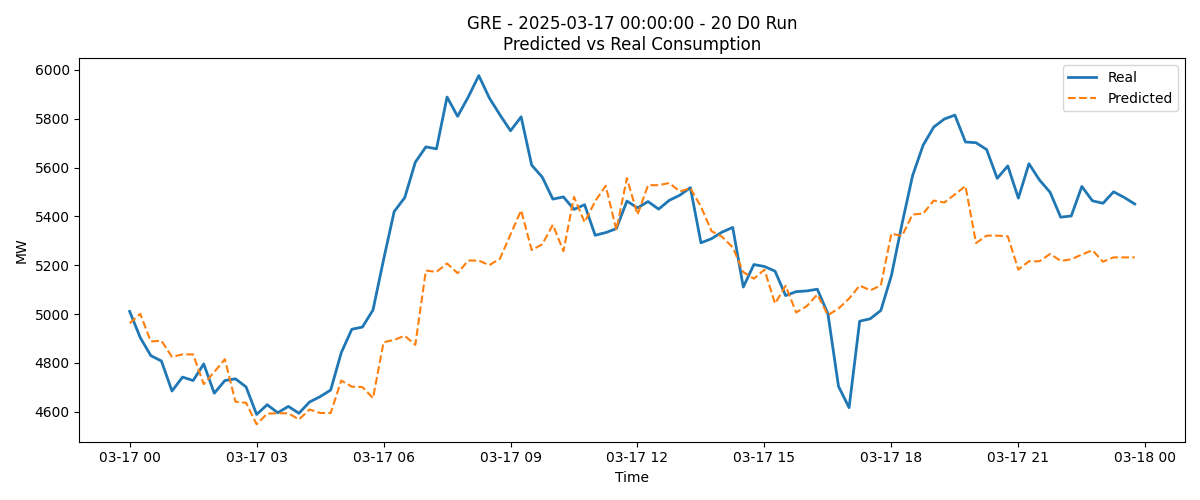 GRE - 2025-03-17 00:00:00 - 20 D0 Run
Predicted vs Real Consumption
Real
Predicted
MW
6000
5800
5600
5400
5200
5000
4800
4600
03-17 00
03-17 03
03-17 06
03-17 09
03-17 12
03-17 15
03-17 18
03-17 21
03-18 00
Time